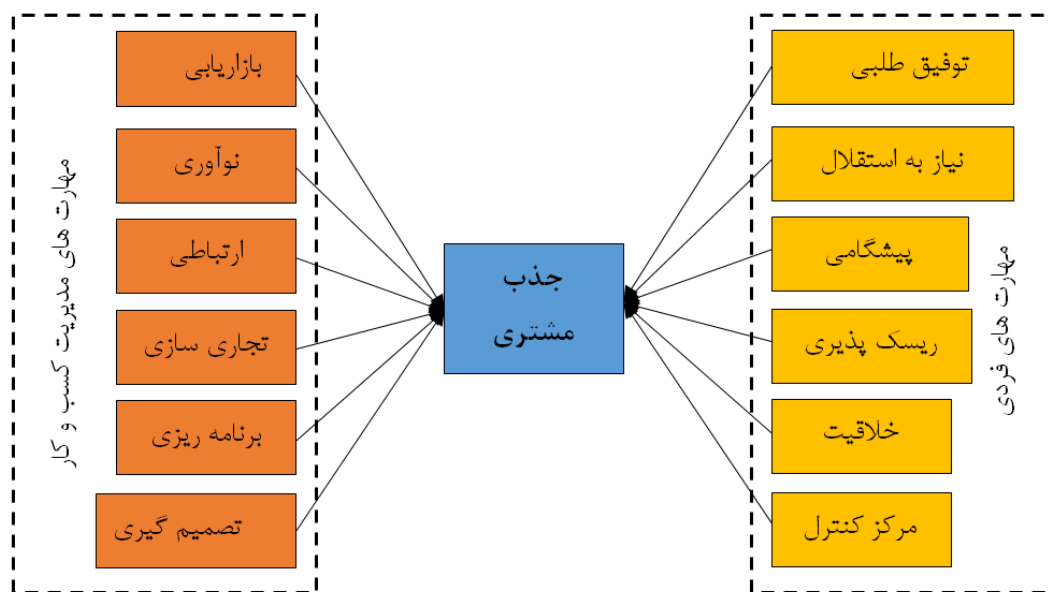 توفیق طلبی
نیاز به استقلال
پیشگامی
ریسک پذیری
خلاقیت
مرکز کنترل
مهارت های فردی
جذب
مشتری
بازاریابی
نوآوری
ارتباطی
تجاری سازی
برنامه ریزی
تصمیم گیری
مهارت های مدیریت کسب و کار